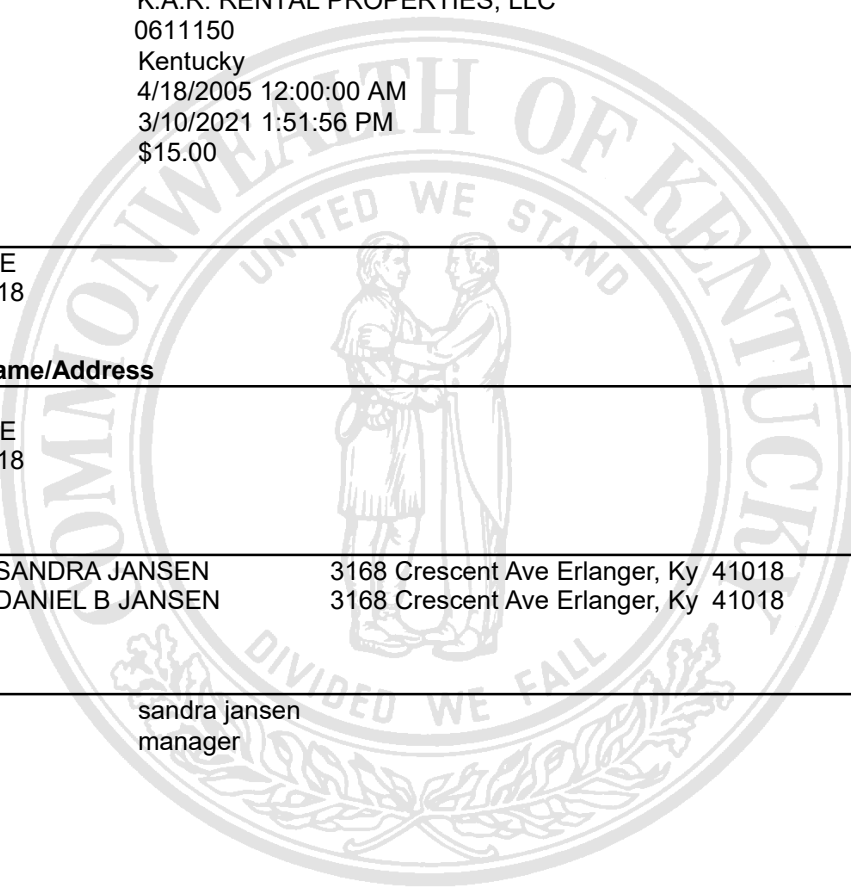 K.A.R. RENTAL PROPERTIES, LLC
0611150
Kentucky
4/18/2005 12:00:00 AM
3/10/2021 1:51:56 PM
$15.00
E
18
ame/Address
E
18
SANDRA JANSEN 3168 Crescent Ave Erlanger, Ky 41018
DANIEL B JANSEN 3168 Crescent Ave Erlanger, Ky 41018
sandra jansen
manager
COMMONWEALTH OF KENTUCKY
UNITED WE STAND
DIVIDED WE FALL